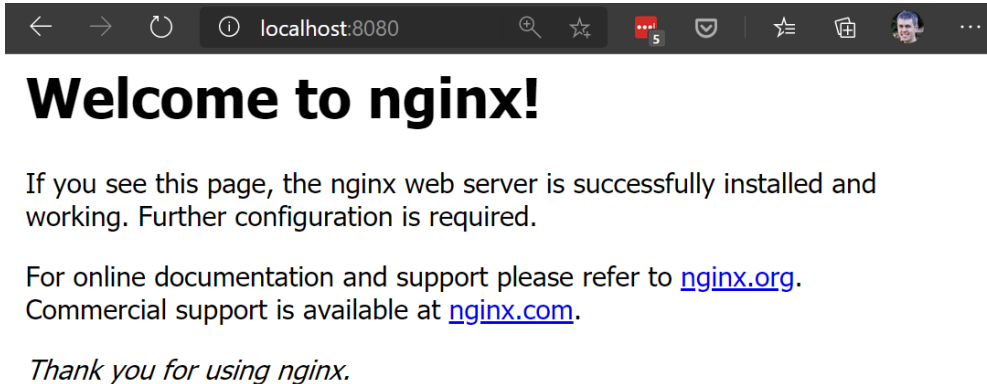 localhost:8080
5
Welcome to nginx!
If you see this page, the nginx web server is successfully installed and
working. Further configuration is required.
For online documentation and support please refer to nginx.org.
Commercial support is available at nginx.com.
Thank you for using nginx.